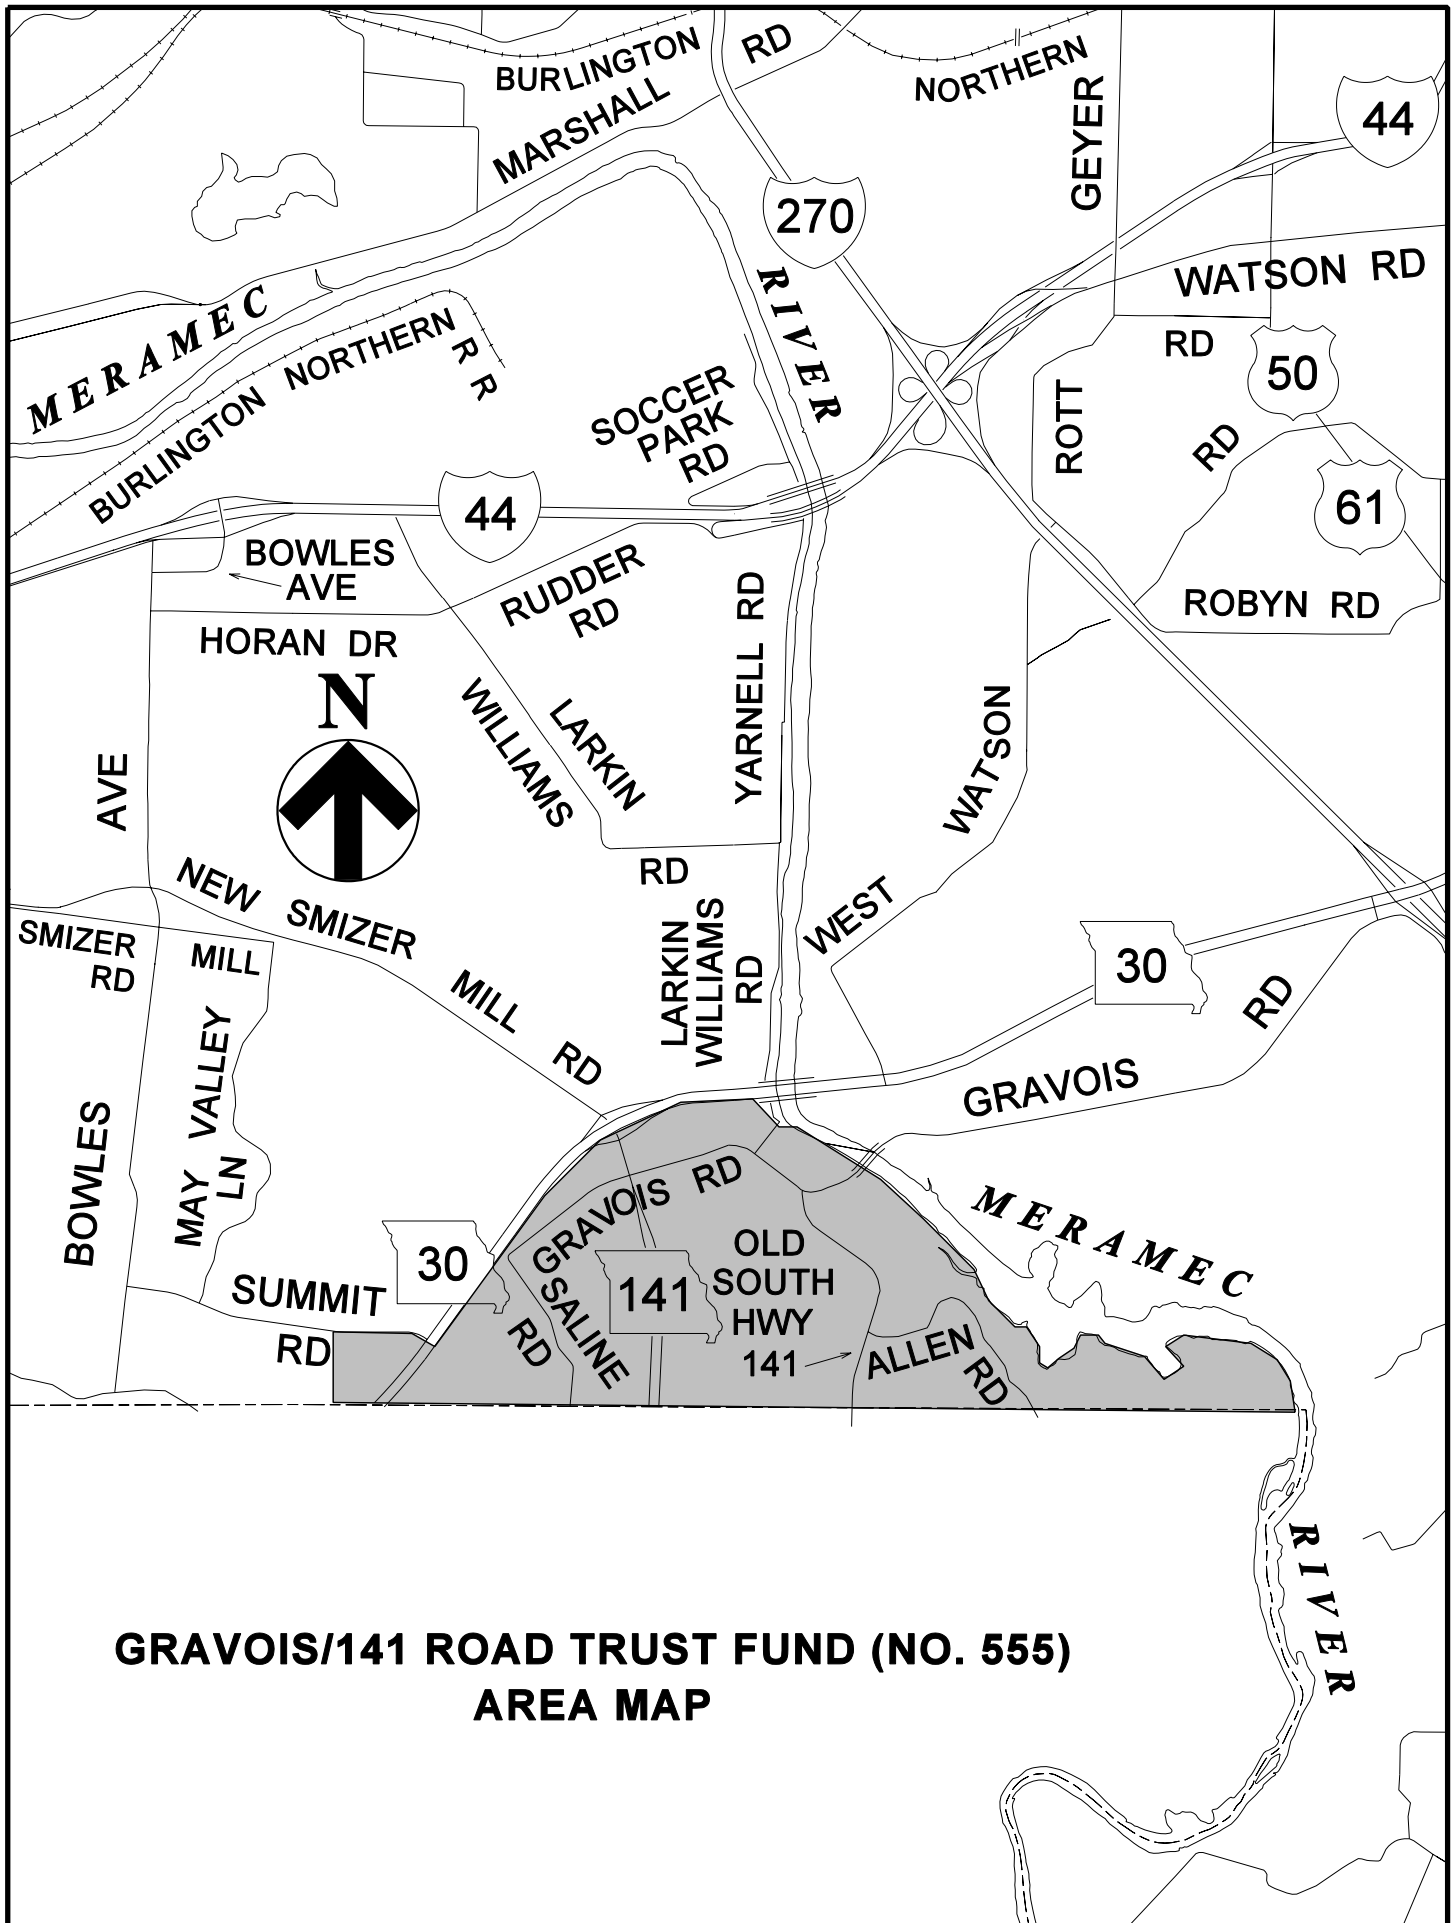 BURLINGTON
NORTHERN
MARSHALL RD
GEYER
44
270
WATSON RD
RD
50
MERAMEC
RIVER
BURLINGTON NORTHERN
R R
SOCCER
PARK
RD
ROTT
RD
61
44
BOWLES
AVE
RUDDER
RD
YARNELL RD
ROBYN RD
HORAN DR
N
WILLIAMS
LARKIN
WATSON
AVE
RD
NEW SMIZER MILL RD
SMIZER
RD
MILL
LARKIN
WILLIAMS
RD
WEST
30
RD
GRAVOIS
BOWLES
MAY VALLEY
LN
GRAVOIS RD
MERAMEC
30
SUMMIT
RD
SALINE
RD
141
OLD
SOUTH
HWY
141
ALLEN
RD
RIVER
GRAVOIS/141 ROAD TRUST FUND (NO. 555)
AREA MAP